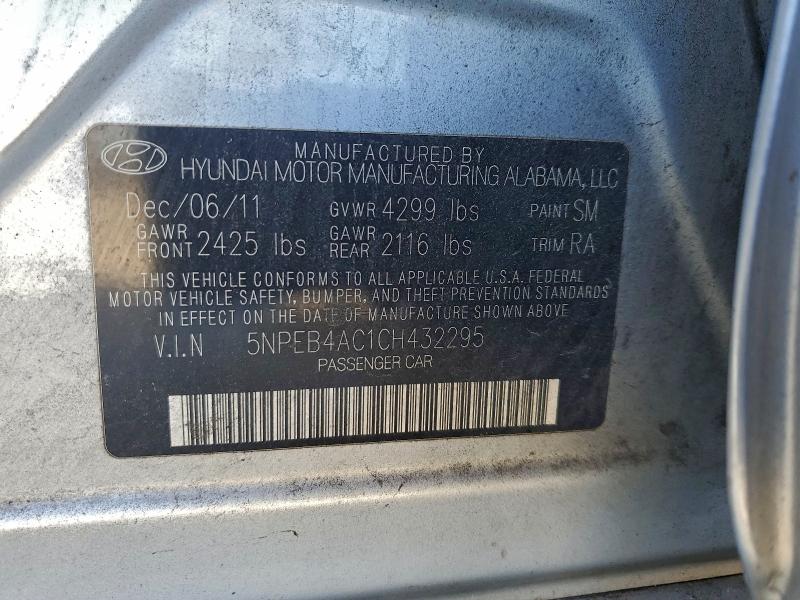 MANUFACTURED BY
HYUNDAI MOTOR MANUFACTURING ALABAMA, LLC
Dec/06/11 GVWR 4299 lbs PAINT SM
GAWR FRONT 2425 lbs GAWR REAR 2116 lbs TRIM RA
THIS VEHICLE CONFORMS TO ALL APPLICABLE U.S.A. FEDERAL
MOTOR VEHICLE SAFETY, BUMPER, AND THEFT PREVENTION STANDARDS
IN EFFECT ON THE DATE OF MANUFACTURE SHOWN ABOVE
V.I.N 5NPEB4AC1CH432295
PASSENGER CAR